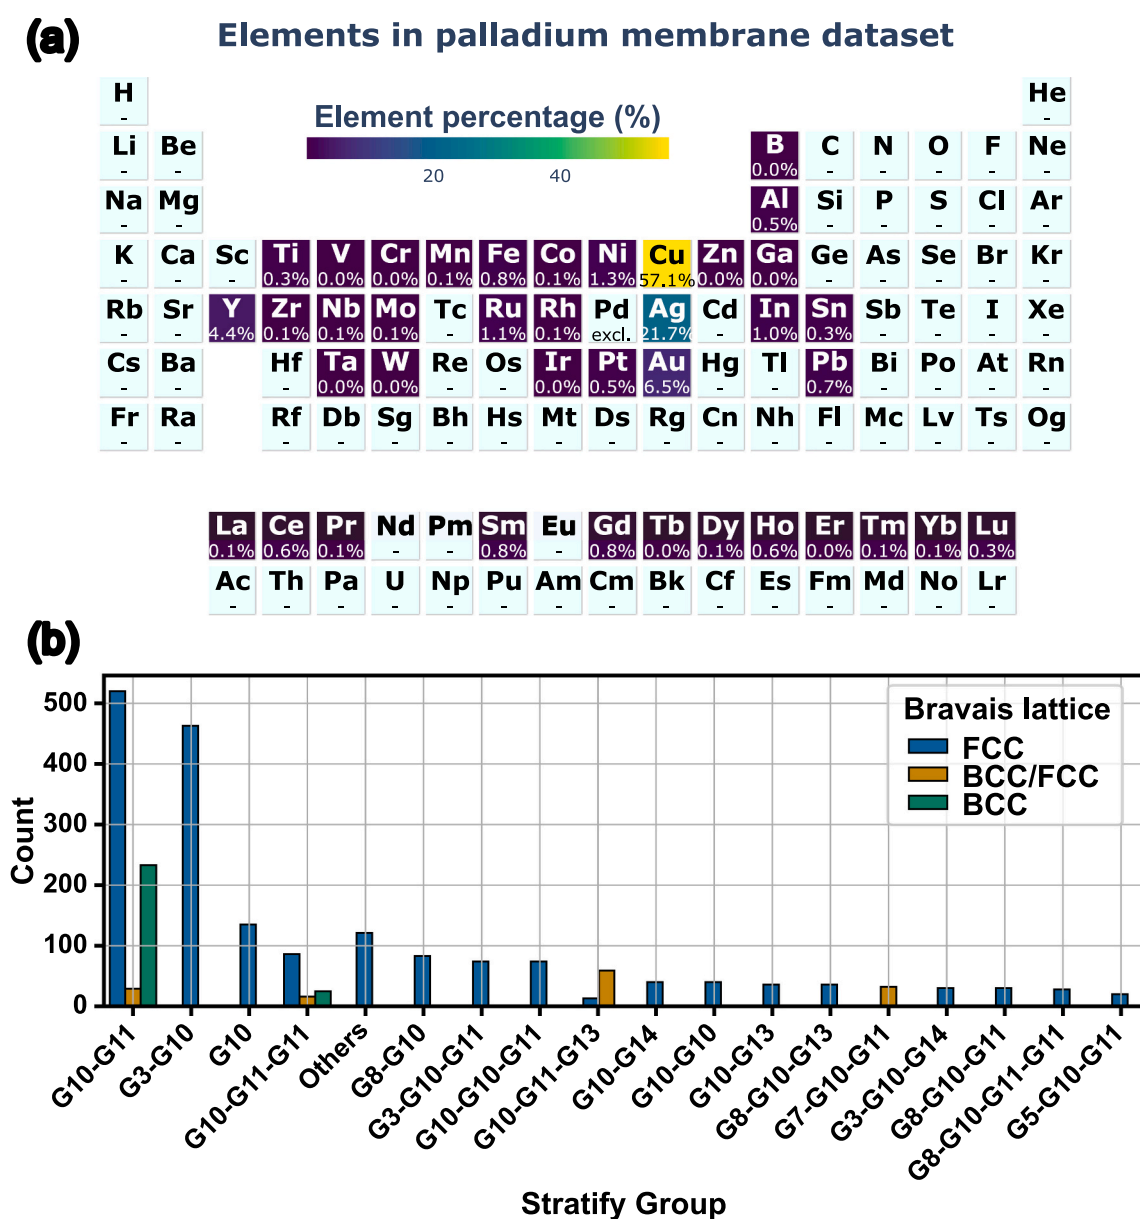 (a)
Elements in palladium membrane dataset
H He
- -
Element percentage (%)
20 40
Li Be B C N O F Ne
- - 0.0% - - - - -
Na Mg Al Si P S Cl Ar
- - 0.5% - - - - -
K Ca Sc Ti V Cr Mn Fe Co Ni Cu Zn Ga Ge As Se Br Kr
- - - 0.3% 0.0% 0.0% 0.1% 0.8% 0.1% 1.3% 57.1% 0.0% 0.0% - - - - -
Rb Sr Y Zr Nb Mo Tc Ru Rh Pd Ag Cd In Sn Sb Te I Xe
- - 4.4% 0.1% 0.1% 0.1% - 1.1% 0.1% excl. 21.7% - 1.0% 0.3% - - - -
Cs Ba Hf Ta W Re Os Ir Pt Au Hg Tl Pb Bi Po At Rn
- - - 0.0% 0.0% - - 0.0% 0.5% 6.5% - - 0.7% - - - -
Fr Ra Rf Db Sg Bh Hs Mt Ds Rg Cn Nh Fl Mc Lv Ts Og
- - - - - - - - - - - - - - - - -
La Ce Pr Nd Pm Sm Eu Gd Tb Dy Ho Er Tm Yb Lu
0.1% 0.6% 0.1% - - 0.8% - 0.8% 0.0% 0.1% 0.6% 0.0% 0.1% 0.1% 0.3%
Ac Th Pa U Np Pu Am Cm Bk Cf Es Fm Md No Lr
- - - - - - - - - - - - - - -
(b)
Count
500
400
300
200
100
0
Bravais lattice
FCC
BCC/FCC
BCC
G10-G11
G3-G10
G10
G10-G11-G11
Others
G8-G10
G3-G10-G11
G10-G10-G11
G10-G11-G13
G10-G14
G10-G10
G10-G13
G8-G10-G13
G7-G10-G11
G3-G10-G14
G8-G10-G11
G8-G10-G11-G11
G5-G10-G11
Stratify Group